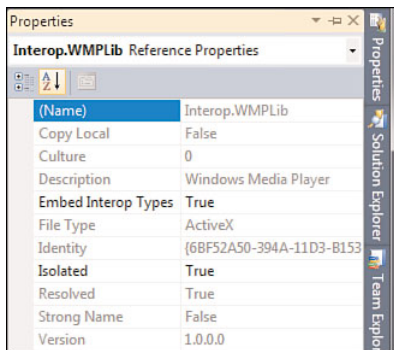 Properties
Interop.WMPLib Reference Properties
(Name) Interop.WMPLib
Copy Local False
Culture 0
Description Windows Media Player
Embed Interop Types True
File Type ActiveX
Identity {6BF52A50-394A-11D3-B153
Isolated True
Resolved True
Strong Name False
Version 1.0.0.0
Properties
Solution Explorer
Team Explor